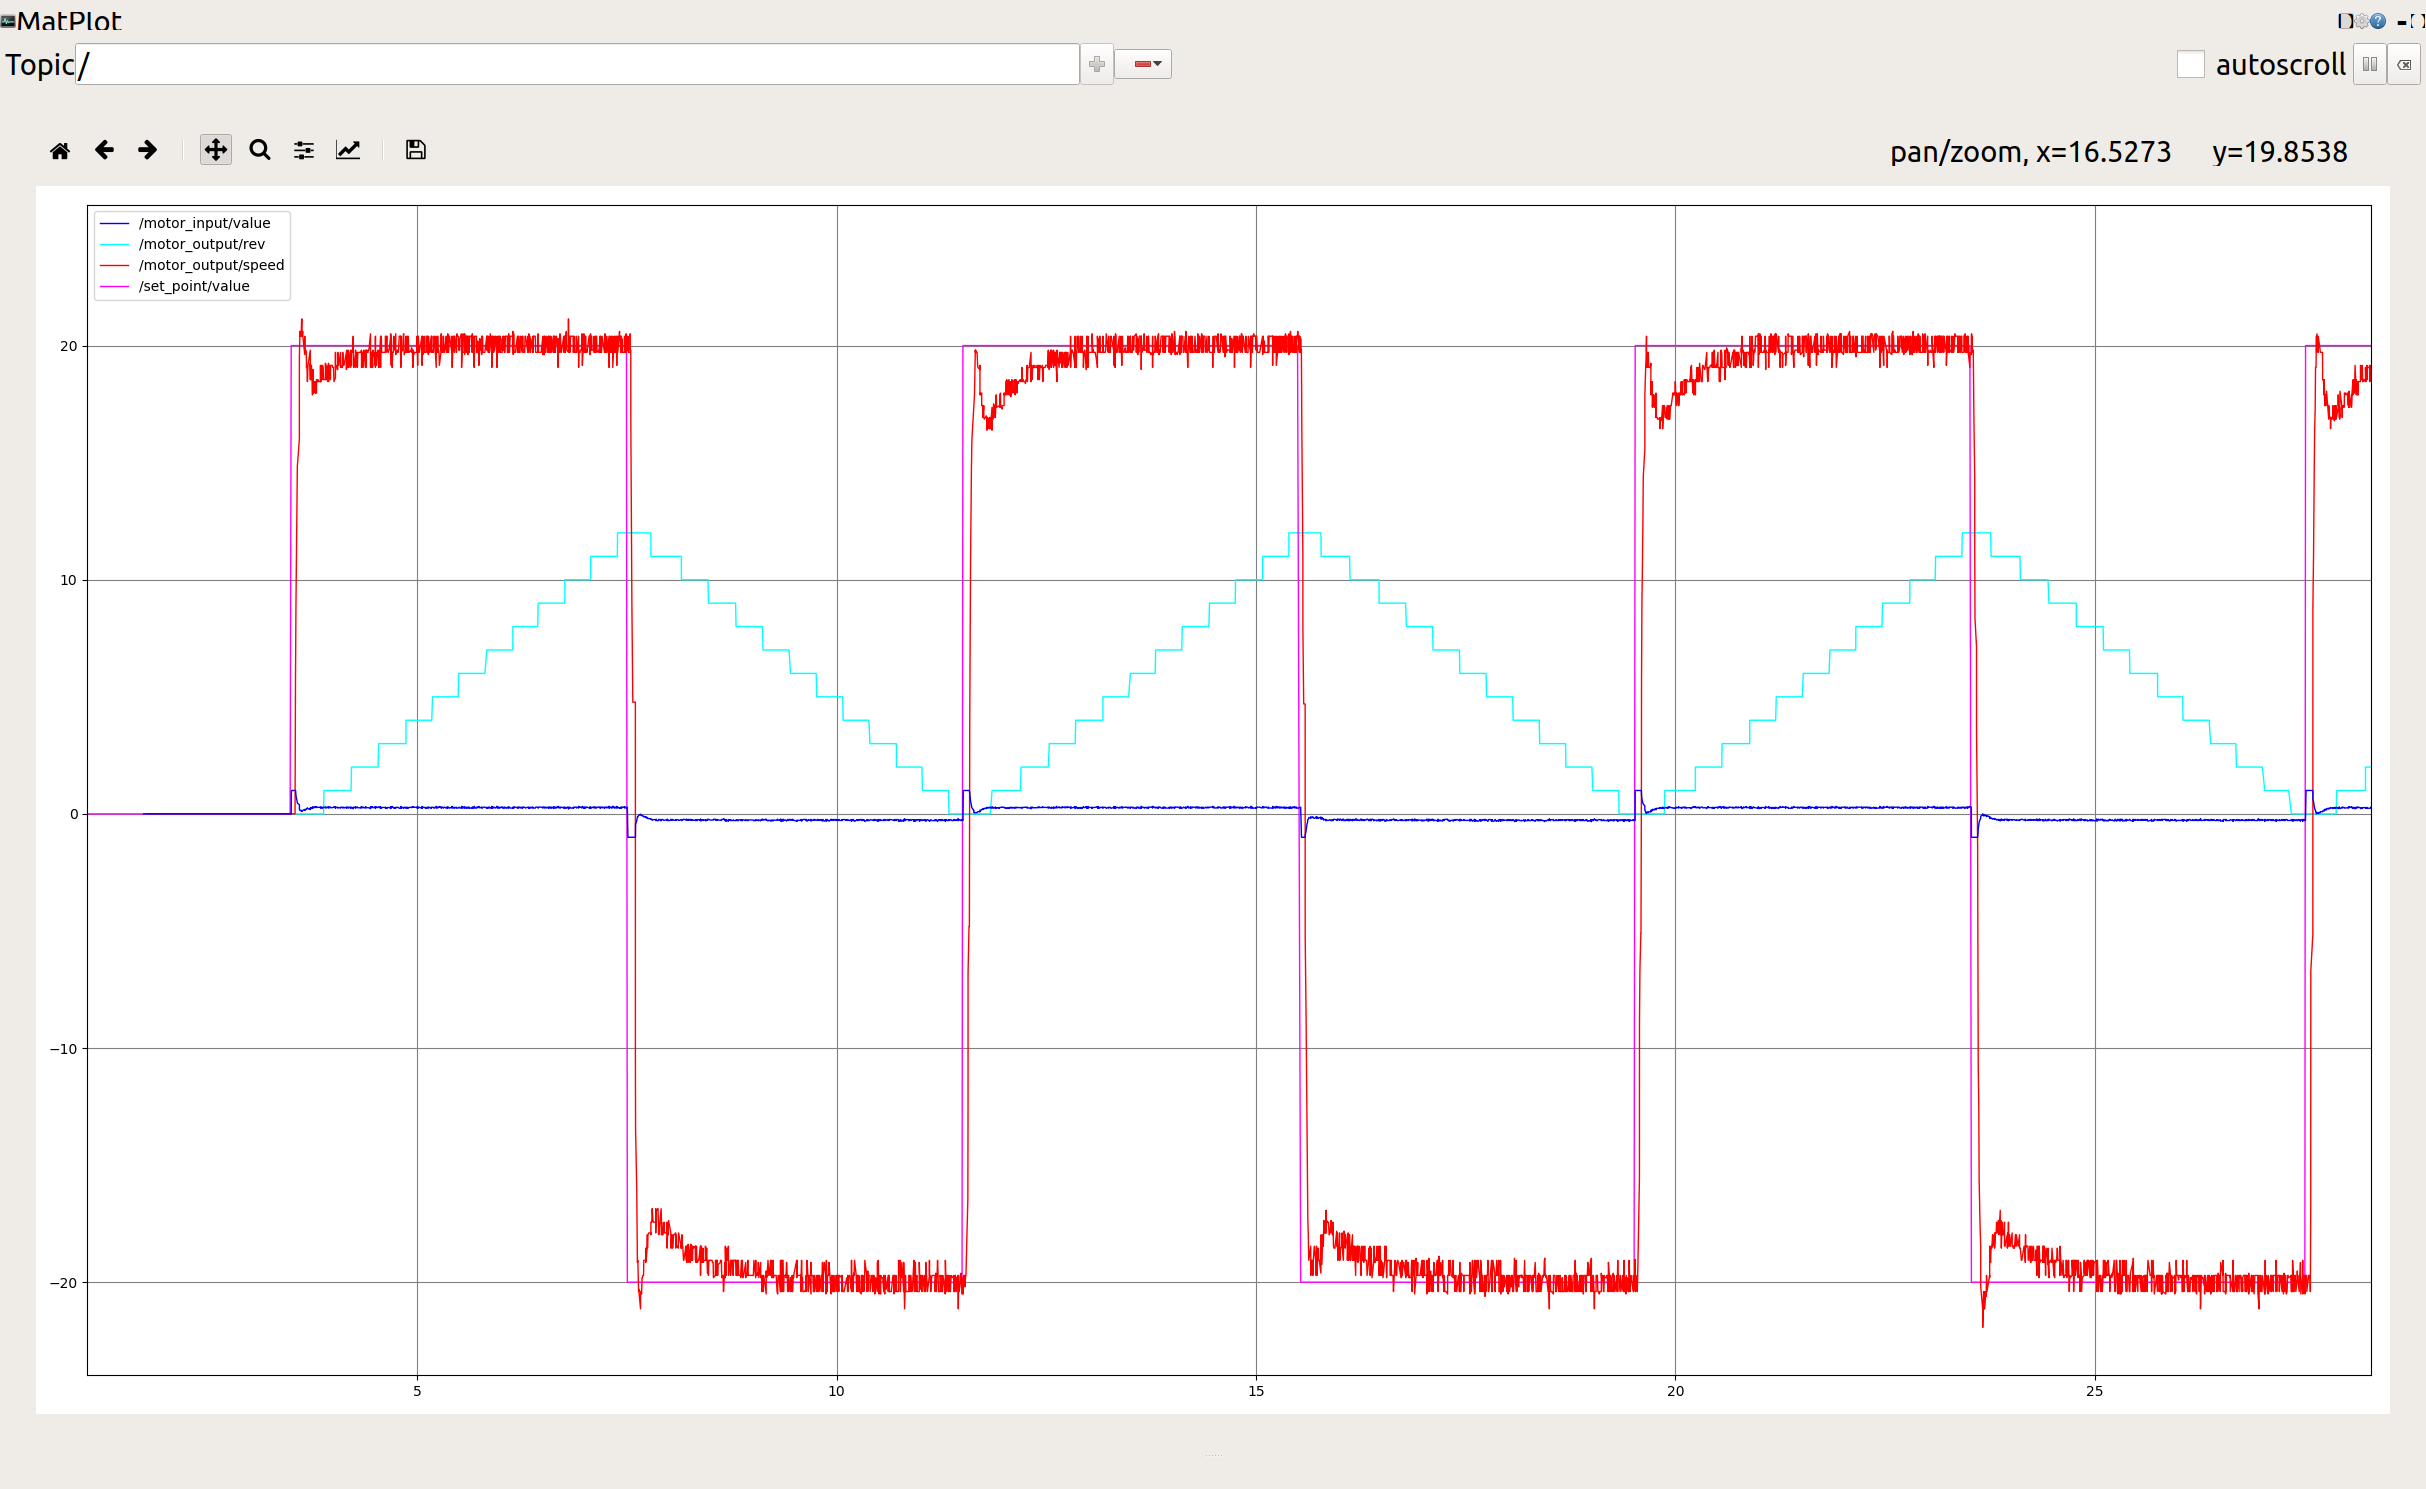 MatPlot
Topic /
autoscroll
pan/zoom, x=16.5273 y=19.8538
/motor_input/value
/motor_output/rev
/motor_output/speed
/set_point/value
20
10
0
−10
−20
5 10 15 20 25